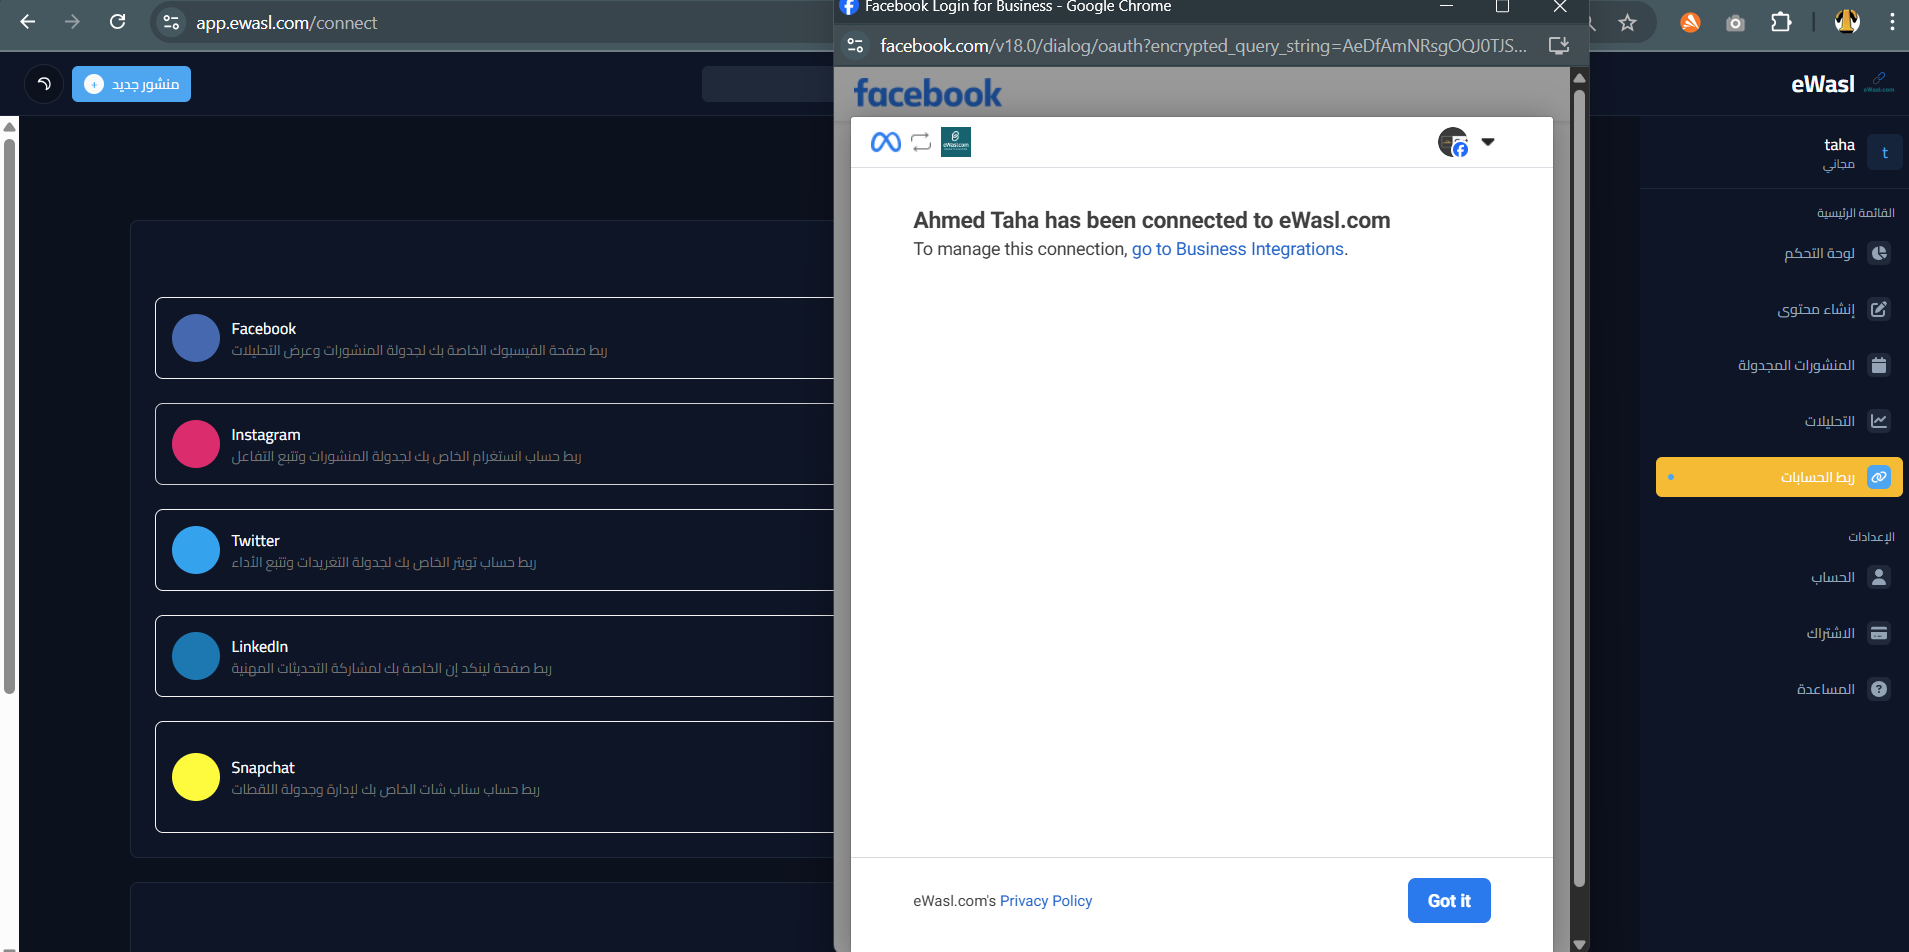 app.ewasl.com/connect
Facebook Login for Business - Google Chrome
facebook.com/v18.0/dialog/oauth?encrypted_query_string=AeDfAmNRsgOQJ0TJS...
منشور جديد
eWasl
facebook
eWasl.com
taha
t
مجاني
القائمة الرئيسية
لوحة التحكم
إنشاء محتوى
المنشورات المجدولة
التحليلات
ربط الحسابات
الإعدادات
الحساب
الاشتراك
المساعدة
Facebook
ربط صفحة الفيسبوك الخاصة بك لجدولة المنشورات وعرض التحليلات
Instagram
ربط حساب انستغرام الخاص بك لجدولة المنشورات وتتبع التفاعل
Twitter
ربط حساب تويتر الخاص بك لجدولة التغريدات وتتبع الأداء
LinkedIn
ربط صفحة لينكد إن الخاصة بك لمشاركة التحديثات المهنية
Snapchat
ربط حساب سناب شات الخاص بك لإدارة وجدولة اللقطات
Ahmed Taha has been connected to eWasl.com
To manage this connection, go to Business Integrations.
eWasl.com's Privacy Policy
Got it